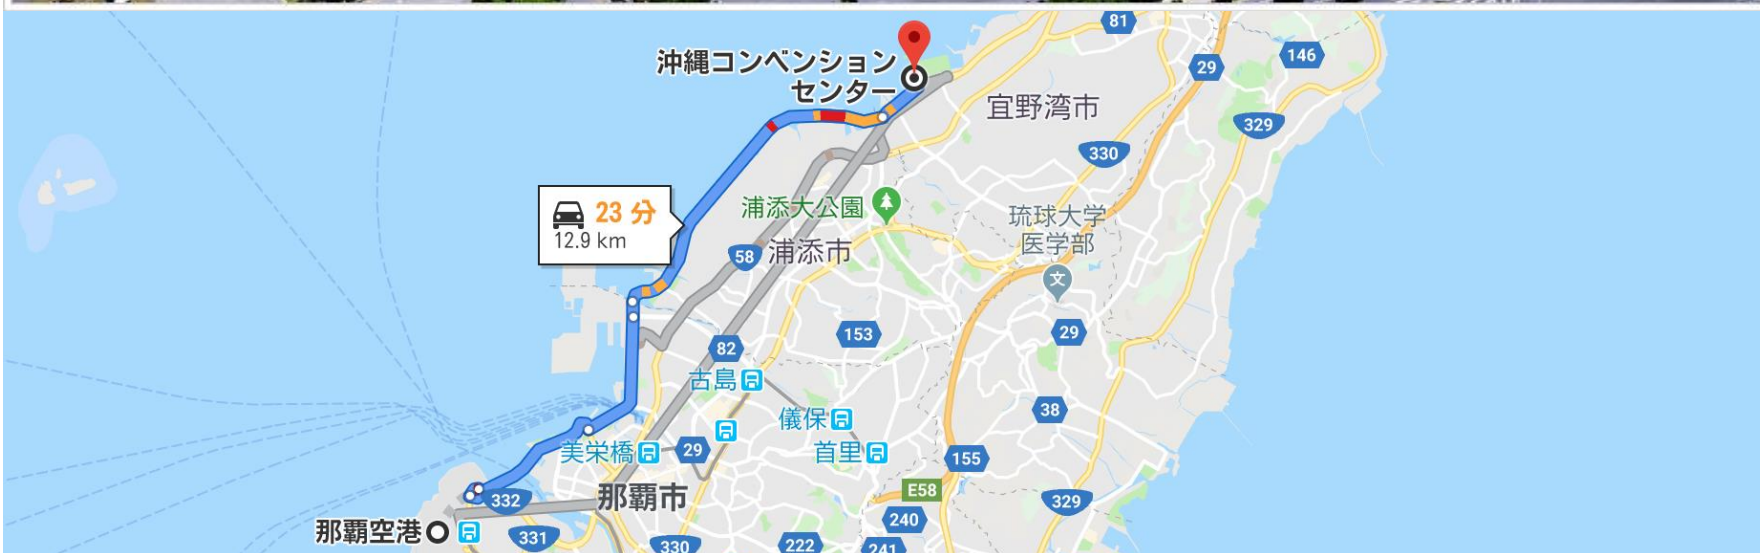 81
沖縄コンベンション
センター
29
146
宜野湾市
329
330
23 分
12.9 km
浦添大公園
琉球大学
医学部
58
浦添市
文
153
29
82
古島
38
儀保
美栄橋
29
首里
155
332
那覇市
E58
329
240
那覇空港
331
330
222
241